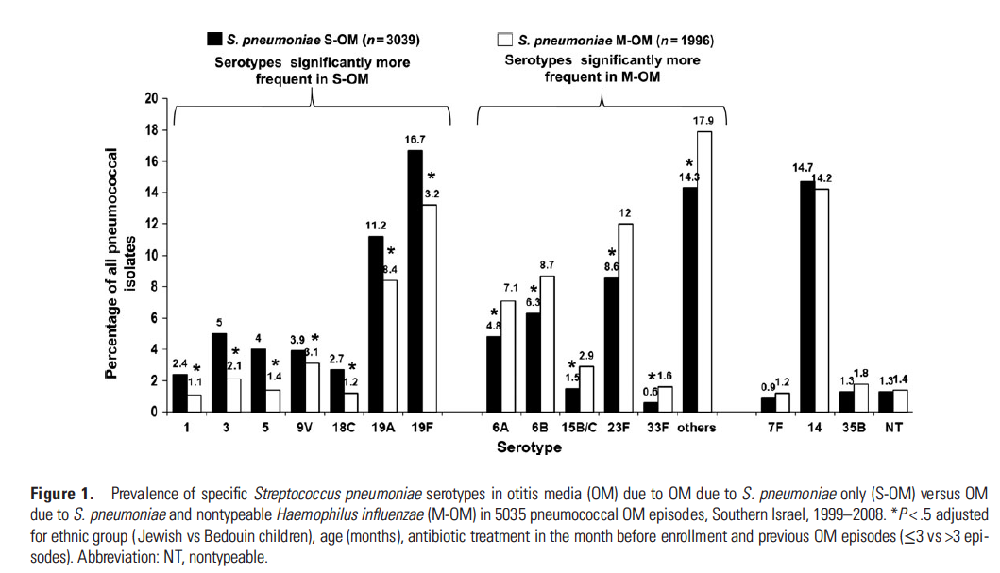 S. pneumoniae S-OM (n=3039)
Serotypes significantly more
frequent in S-OM
S. pneumoniae M-OM (n=1996)
Serotypes significantly more
frequent in M-OM
Percentage of all pneumococcal
isolates
20
18
16
14
12
10
8
6
4
2
0
2.4 * 1.1
5 * 2.1
4 * 1.4
3.9 * 3.1
2.7 * 1.2
11.2 * 8.4
16.7 * 3.2
* 4.8 7.1
* 6.3 8.7
* 1.5 2.9
* 8.6 12
* 0.6 1.6
* 14.3 17.9
0.9 1.2
14.7 14.2
1.3 1.8
1.3 1.4
1 3 5 9V 18C 19A 19F 6A 6B 15B/C 23F 33F others 7F 14 35B NT
Serotype
Figure 1. Prevalence of specific Streptococcus pneumoniae serotypes in otitis media (OM) due to OM due to S. pneumoniae only (S-OM) versus OM
due to S. pneumoniae and nontypeable Haemophilus influenzae (M-OM) in 5035 pneumococcal OM episodes, Southern Israel, 1999–2008. *P< .5 adjusted
for ethnic group (Jewish vs Bedouin children), age (months), antibiotic treatment in the month before enrollment and previous OM episodes (≤3 vs >3 epi-
sodes). Abbreviation: NT, nontypeable.